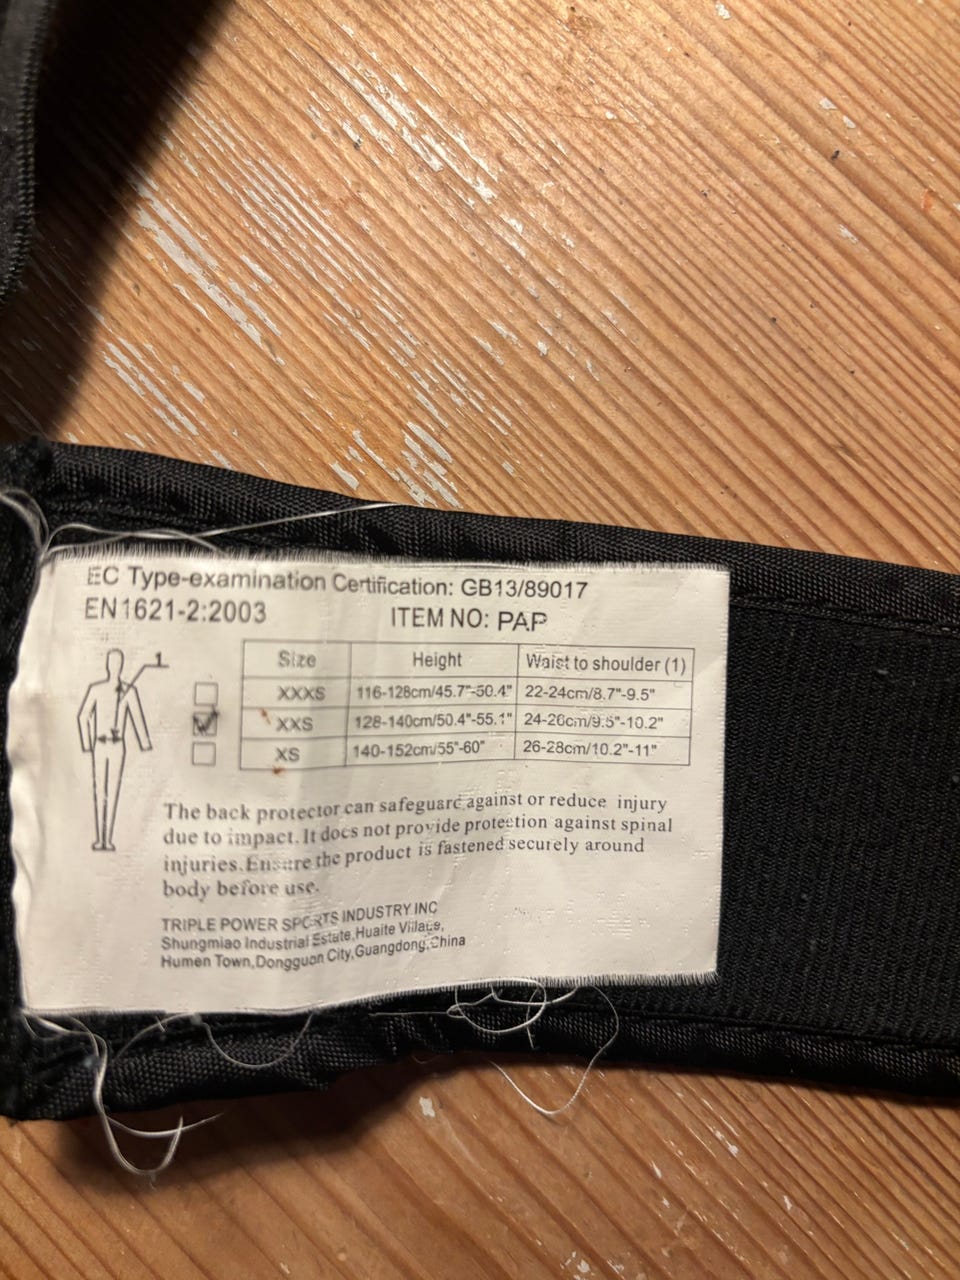 EC Type-examination Certification: GB13/89017
EN1621-2:2003 ITEM NO: PAP
1
Size Height Waist to shoulder (1)
XXXS 116-128cm/45.7"-50.4" 22-24cm/8.7"-9.5"
XXS 128-140cm/50.4"-55.1" 24-26cm/9.5"-10.2"
XS 140-152cm/55"-60" 26-28cm/10.2"-11"
The back protector can safeguard against or reduce injury
due to impact. It does not provide protection against spinal
injuries. Ensure the product is fastened securely around
body before use.
TRIPLE POWER SPORTS INDUSTRY INC
Shungmiao Industrial Estate, Huaite Village,
Humen Town, Dongguan City, Guangdong, China